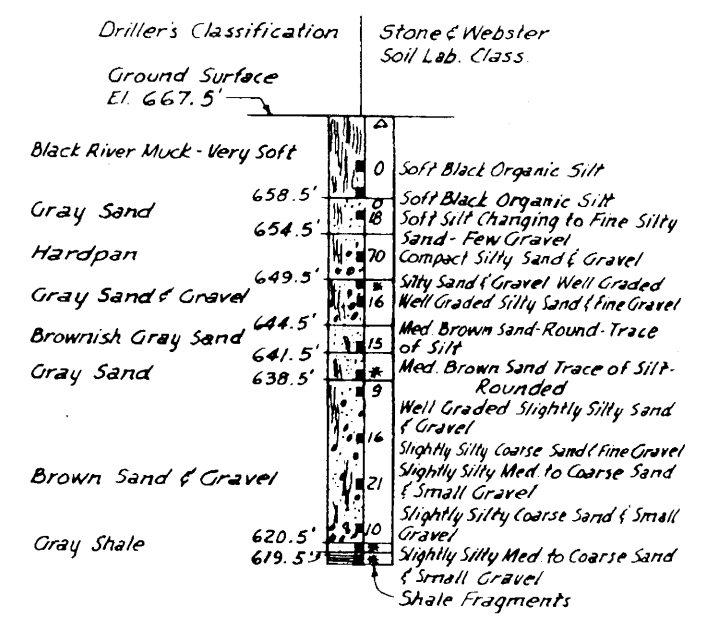 Driller's Classification
Stone & Webster
Soil Lab. Class.
Ground Surface
El. 667.5'
Black River Muck - Very Soft
0
Soft Black Organic Silt
658.5'
0
Soft Black Organic Silt
Gray Sand
18
Soft Silt Changing to Fine Silty
Sand - Few Gravel
654.5'
Hardpan
70
Compact Silty Sand & Gravel
649.5'
*
Silty Sand & Gravel Well Graded
Gray Sand & Gravel
16
Well Graded Silty Sand & Fine Gravel
644.5'
Brownish Gray Sand
15
Med. Brown Sand-Round-Trace
of Silt
641.5'
Gray Sand
*
Med. Brown Sand Trace of Silt-
Rounded
638.5'
9
Well Graded Slightly Silty Sand
& Gravel
16
Slightly Silty Coarse Sand & Fine Gravel
Brown Sand & Gravel
21
Slightly Silty Med. to Coarse Sand
& Small Gravel
10
Slightly Silty Coarse Sand & Small
Gravel
620.5'
Gray Shale
*
Slightly Silty Med. to Coarse Sand
& Small Gravel
619.5'
*
Shale Fragments